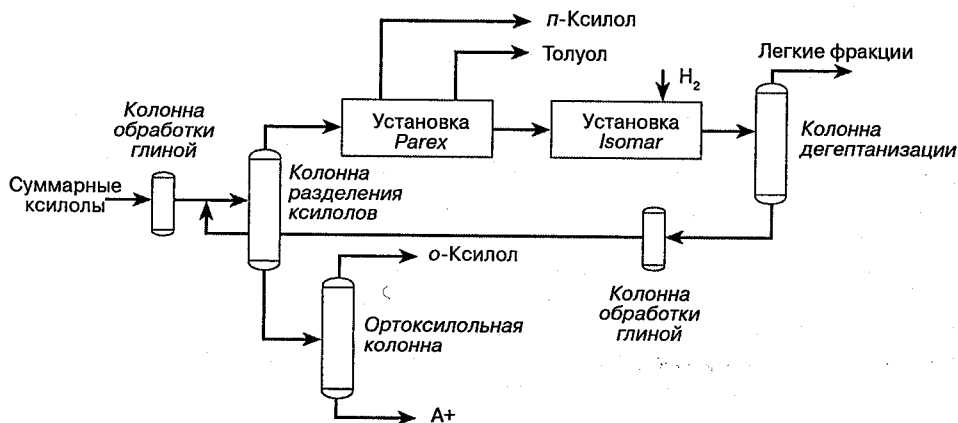 п-Ксилол
Толуол
Легкие фракции
H₂
Колонна
обработки
глиной
Установка
Parex
Установка
Isomar
Колонна
дегептанизации
Суммарные
ксилолы
Колонна
разделения
ксилолов
о-Ксилол
Ортоксилольная
колонна
Колонна
обработки
глиной
А+